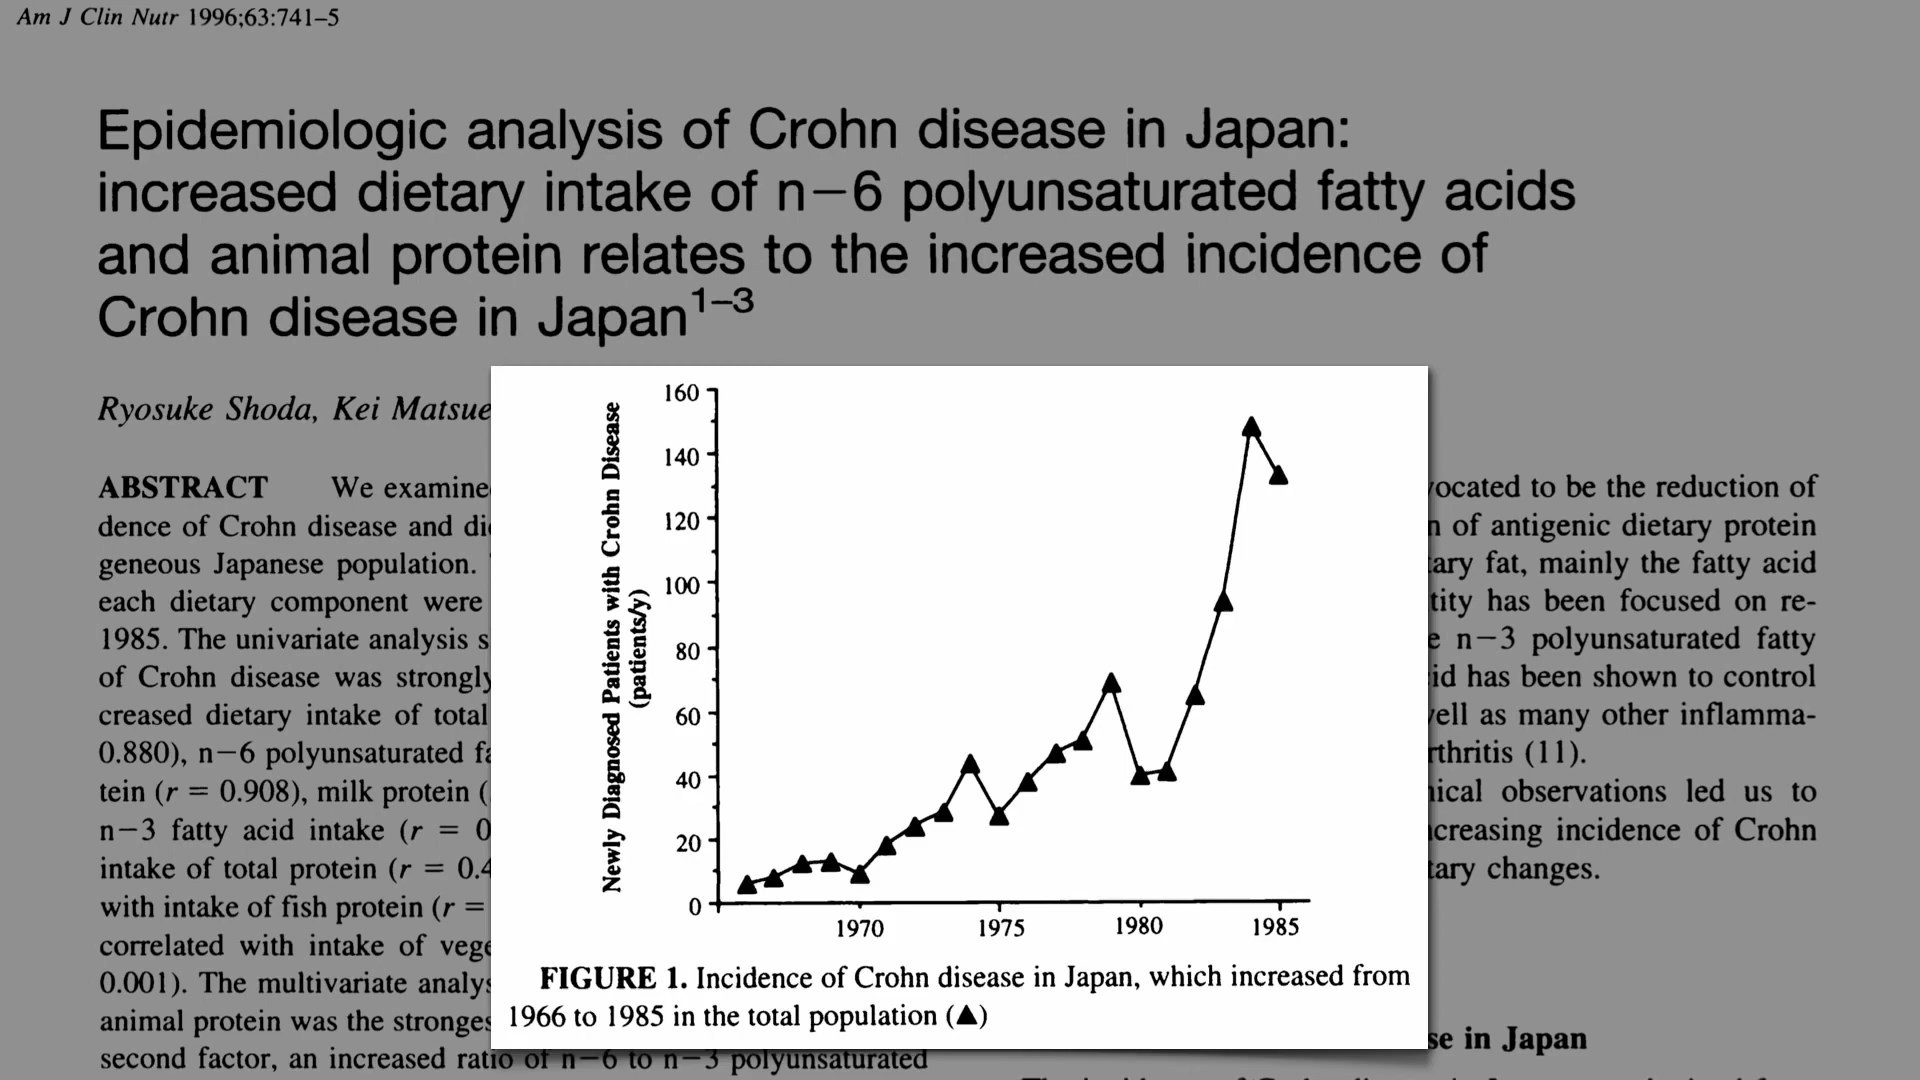 Am J Clin Nutr 1996;63:741–5
Epidemiologic analysis of Crohn disease in Japan:
increased dietary intake of n−6 polyunsaturated fatty acids
and animal protein relates to the increased incidence of
Crohn disease in Japan¹⁻³
Ryosuke Shoda, Kei Matsue
ABSTRACT We examine
dence of Crohn disease and di
geneous Japanese population.
each dietary component were
1985. The univariate analysis s
of Crohn disease was strongly
creased dietary intake of total
0.880), n−6 polyunsaturated fa
tein (r = 0.908), milk protein (
n−3 fatty acid intake (r = 0
intake of total protein (r = 0.4
with intake of fish protein (r =
correlated with intake of vege
0.001). The multivariate analys
animal protein was the stronges
second factor, an increased ratio of n−6 to n−3 polyunsaturated
Newly Diagnosed Patients with Crohn Disease
(patients/y)
160
140
120
100
80
60
40
20
0
1970 1975 1980 1985
FIGURE 1. Incidence of Crohn disease in Japan, which increased from
1966 to 1985 in the total population (▲)
vocated to be the reduction of
n of antigenic dietary protein
tary fat, mainly the fatty acid
tity has been focused on re-
e n−3 polyunsaturated fatty
id has been shown to control
well as many other inflamma-
rthritis (11).
nical observations led us to
ncreasing incidence of Crohn
tary changes.
se in Japan